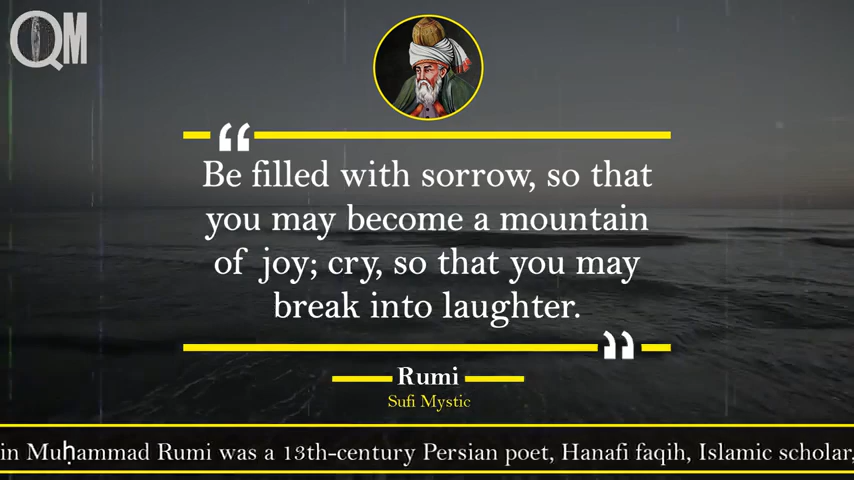 QM
“
Be filled with sorrow, so that
you may become a mountain
of joy; cry, so that you may
break into laughter.
”
Rumi
Sufi Mystic
in Muḥammad Rumi was a 13th-century Persian poet, Hanafi faqih, Islamic scholar,